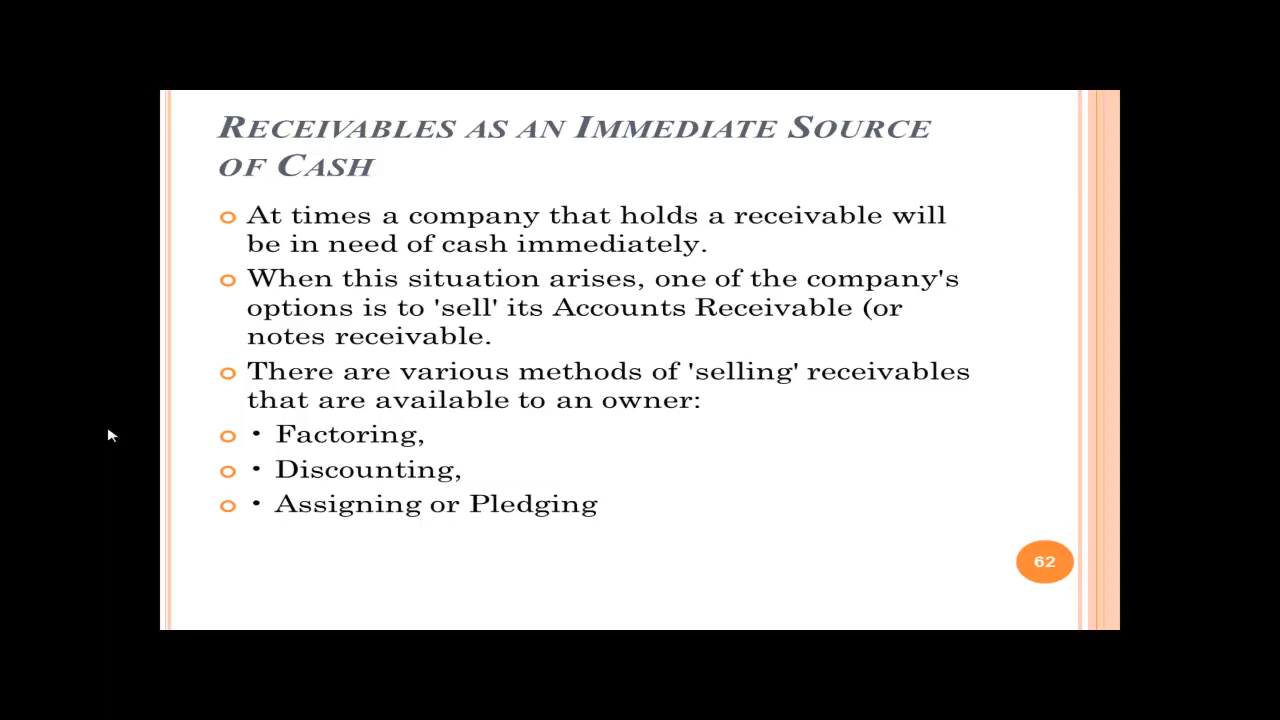 RECEIVABLES AS AN IMMEDIATE SOURCE
OF CASH
At times a company that holds a receivable will
be in need of cash immediately.
When this situation arises, one of the company's
options is to 'sell' its Accounts Receivable (or
notes receivable.
There are various methods of 'selling' receivables
that are available to an owner:
• Factoring,
• Discounting,
• Assigning or Pledging
62